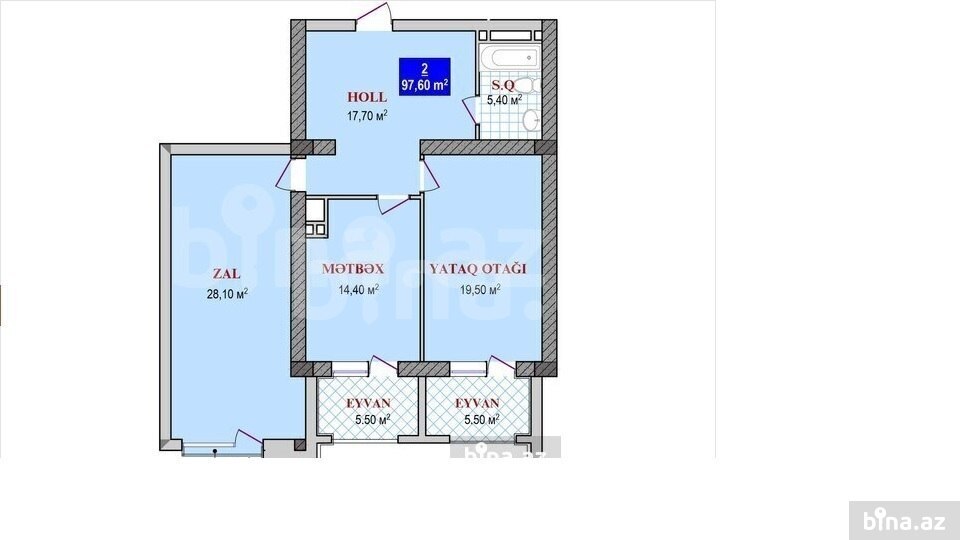 2
97,60 m²
HOLL
17,70 м²
S.Q
5,40 м²
ZAL
28,10 м²
MƏTBƏX
14,40 м²
YATAQ OTAĞI
19,50 м²
EYVAN
5.50 м²
EYVAN
5.50 м²
bina.az
bina.az
bina.az
bina.az